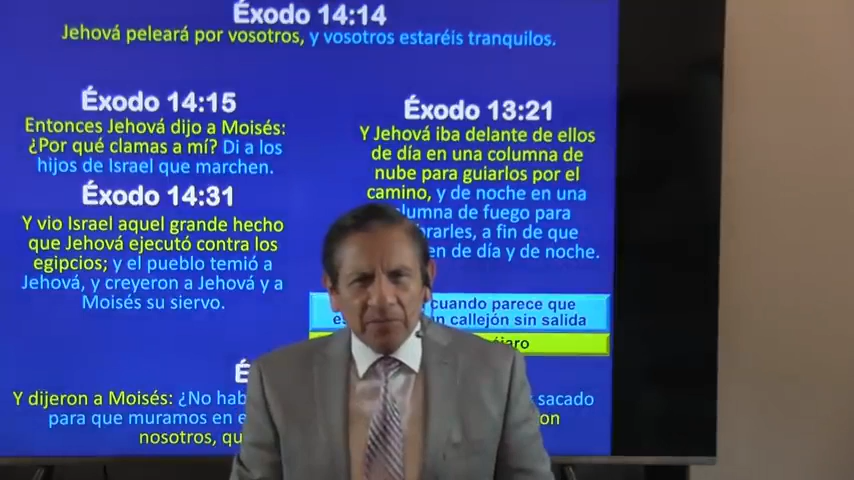 Éxodo 14:14
Jehová peleará por vosotros, y vosotros estaréis tranquilos.
Éxodo 14:15
Entonces Jehová dijo a Moisés:
¿Por qué clamas a mí? Di a los
hijos de Israel que marchen.
Éxodo 14:31
Y vio Israel aquel grande hecho
que Jehová ejecutó contra los
egipcios; y el pueblo temió a
Jehová, y creyeron a Jehová y a
Moisés su siervo.
Éxodo 13:21
Y Jehová iba delante de ellos
de día en una columna de
nube para guiarlos por el
camino, y de noche en una
columna de fuego para
de día y de noche.
a fin de que
cuando parece que
callejón sin salida
Y dijeron a Moisés: ¿No sacado
para que muramos en
nosotros,